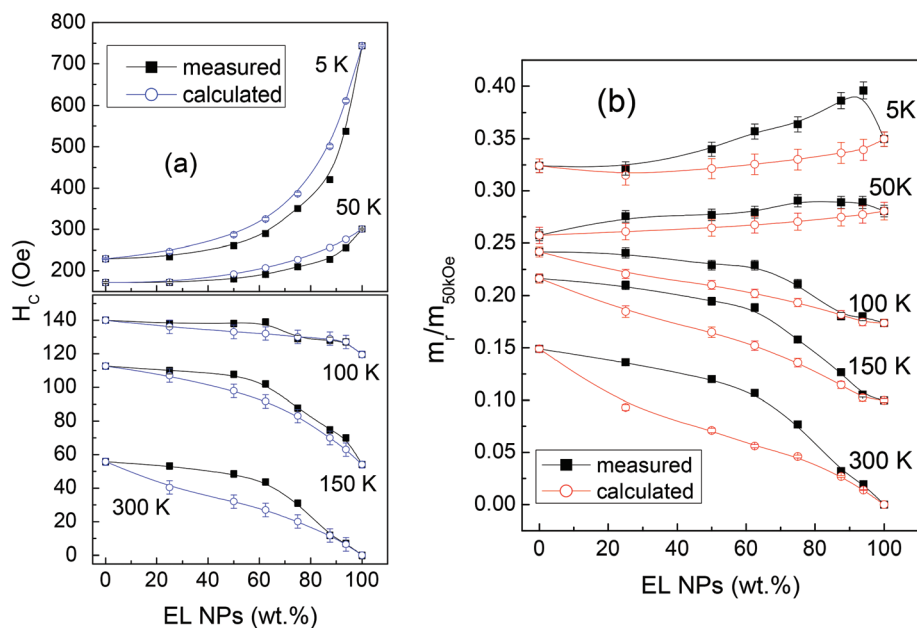 800
700
600
500
400
300
200
140
120
100
80
60
40
20
0
H_C (Oe)
measured
calculated
5 K
(a)
50 K
100 K
150 K
300 K
0 20 40 60 80 100
EL NPs (wt.%)
0.40
0.35
0.30
0.25
0.20
0.15
0.10
0.05
0.00
m_r/m_50kOe
(b)
5K
50K
100 K
150 K
300 K
measured
calculated
0 20 40 60 80 100
EL NPs (wt.%)